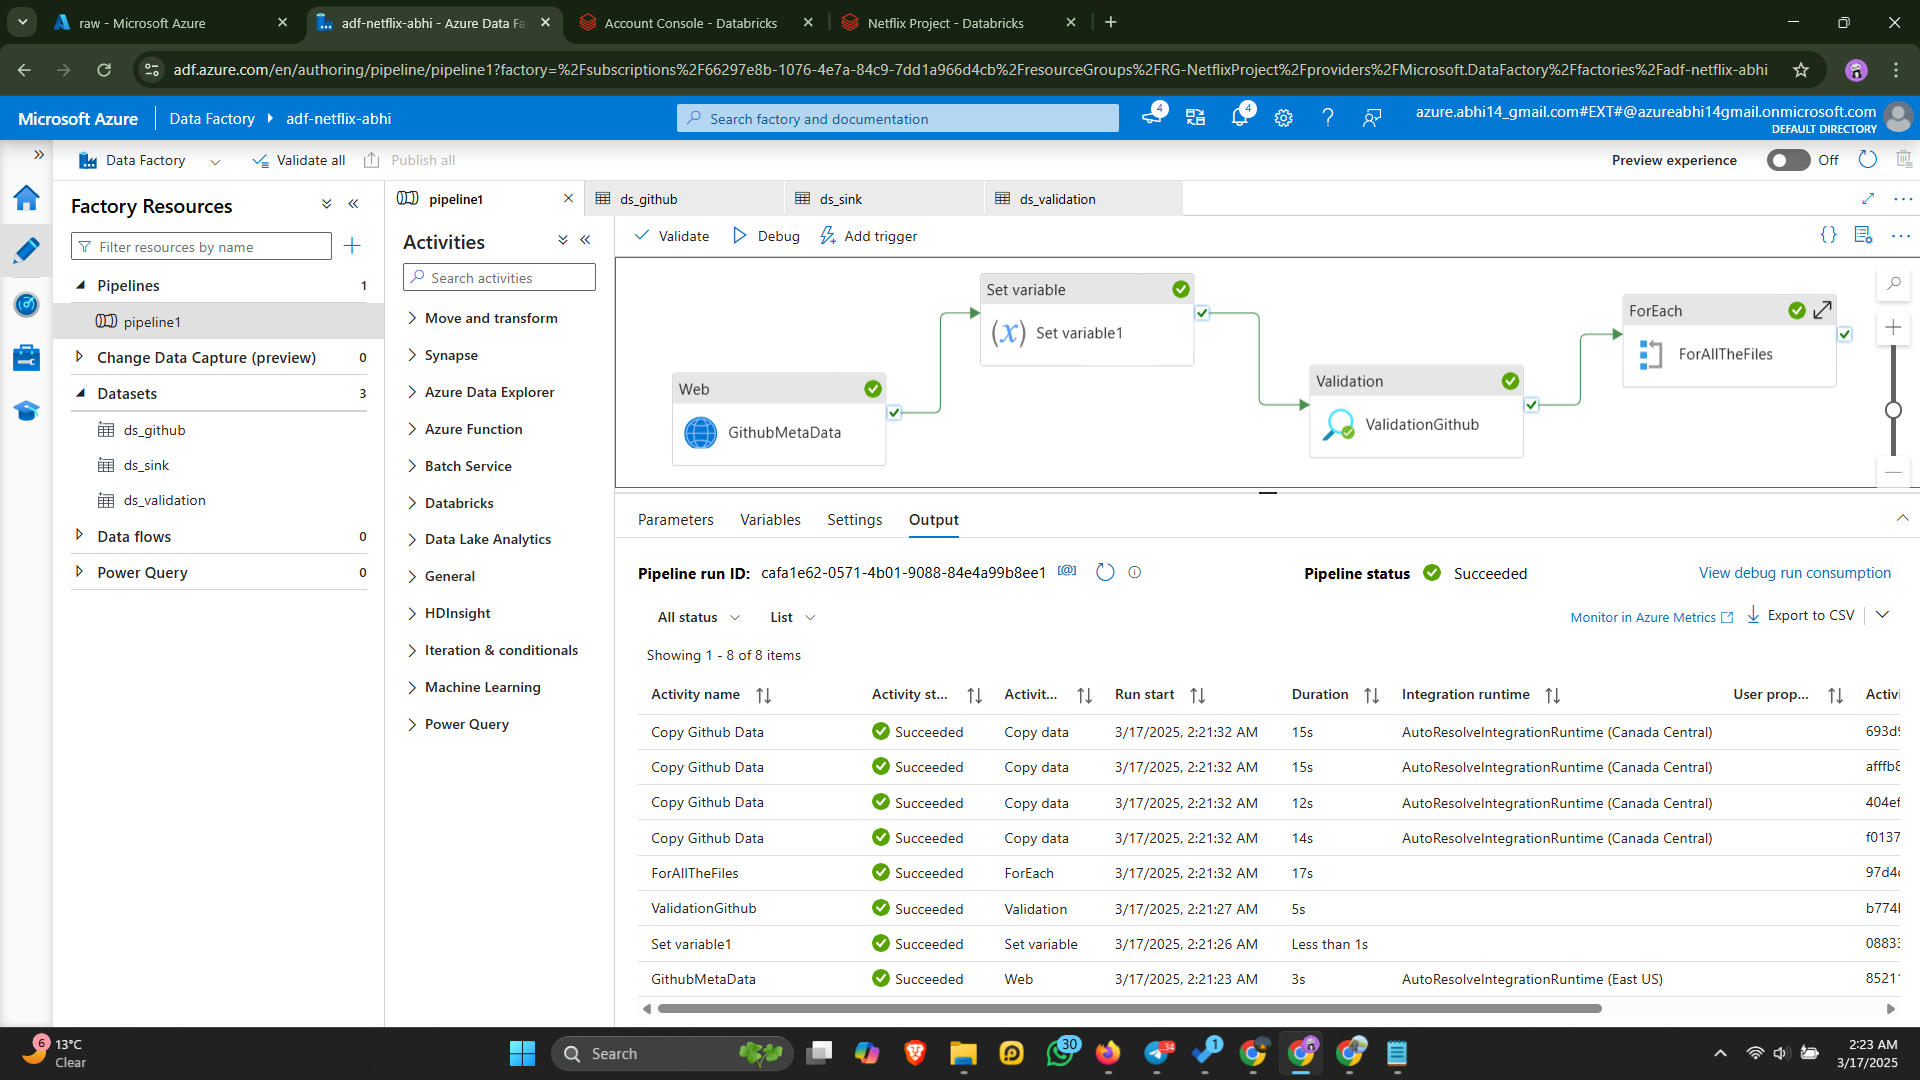 raw - Microsoft Azure
adf-netflix-abhi - Azure Data Fa
Account Console - Databricks
Netflix Project - Databricks
adf.azure.com/en/authoring/pipeline/pipeline1?factory=%2Fsubscriptions%2F66297e8b-1076-4e7a-84c9-7dd1a966d4cb%2FresourceGroups%2FRG-NetflixProject%2Fproviders%2FMicrosoft.DataFactory%2Ffactories%2Fadf-netflix-abhi
Microsoft Azure
Data Factory
adf-netflix-abhi
Search factory and documentation
4
4
azure.abhi14_gmail.com#EXT#@azureabhi14gmail.onmicrosoft.com
DEFAULT DIRECTORY
Data Factory
Validate all
Publish all
Preview experience
Off
Factory Resources
Filter resources by name
Pipelines 1
pipeline1
Change Data Capture (preview) 0
Datasets 3
ds_github
ds_sink
ds_validation
Data flows 0
Power Query 0
pipeline1
ds_github
ds_sink
ds_validation
Activities
Search activities
Move and transform
Synapse
Azure Data Explorer
Azure Function
Batch Service
Databricks
Data Lake Analytics
General
HDInsight
Iteration & conditionals
Machine Learning
Power Query
Validate
Debug
Add trigger
{}
Web
GithubMetaData
Set variable
(x)
Set variable1
Validation
ValidationGithub
ForEach
ForAllTheFiles
Parameters
Variables
Settings
Output
Pipeline run ID: cafa1e62-0571-4b01-9088-84e4a99b8ee1 [@]
Pipeline status Succeeded
View debug run consumption
All status
List
Monitor in Azure Metrics
Export to CSV
Showing 1 - 8 of 8 items
Activity name Activity st... Activit... Run start Duration Integration runtime User prop... Activi
Copy Github Data Succeeded Copy data 3/17/2025, 2:21:32 AM 15s AutoResolveIntegrationRuntime (Canada Central) 693d9
Copy Github Data Succeeded Copy data 3/17/2025, 2:21:32 AM 15s AutoResolveIntegrationRuntime (Canada Central) afffb8
Copy Github Data Succeeded Copy data 3/17/2025, 2:21:32 AM 12s AutoResolveIntegrationRuntime (Canada Central) 404ef
Copy Github Data Succeeded Copy data 3/17/2025, 2:21:32 AM 14s AutoResolveIntegrationRuntime (Canada Central) f0137
ForAllTheFiles Succeeded ForEach 3/17/2025, 2:21:32 AM 17s 97d4
ValidationGithub Succeeded Validation 3/17/2025, 2:21:27 AM 5s b774
Set variable1 Succeeded Set variable 3/17/2025, 2:21:26 AM Less than 1s 0883
GithubMetaData Succeeded Web 3/17/2025, 2:21:23 AM 3s AutoResolveIntegrationRuntime (East US) 8521
6
13°C
Clear
Search
30
34
1
2:23 AM
3/17/2025